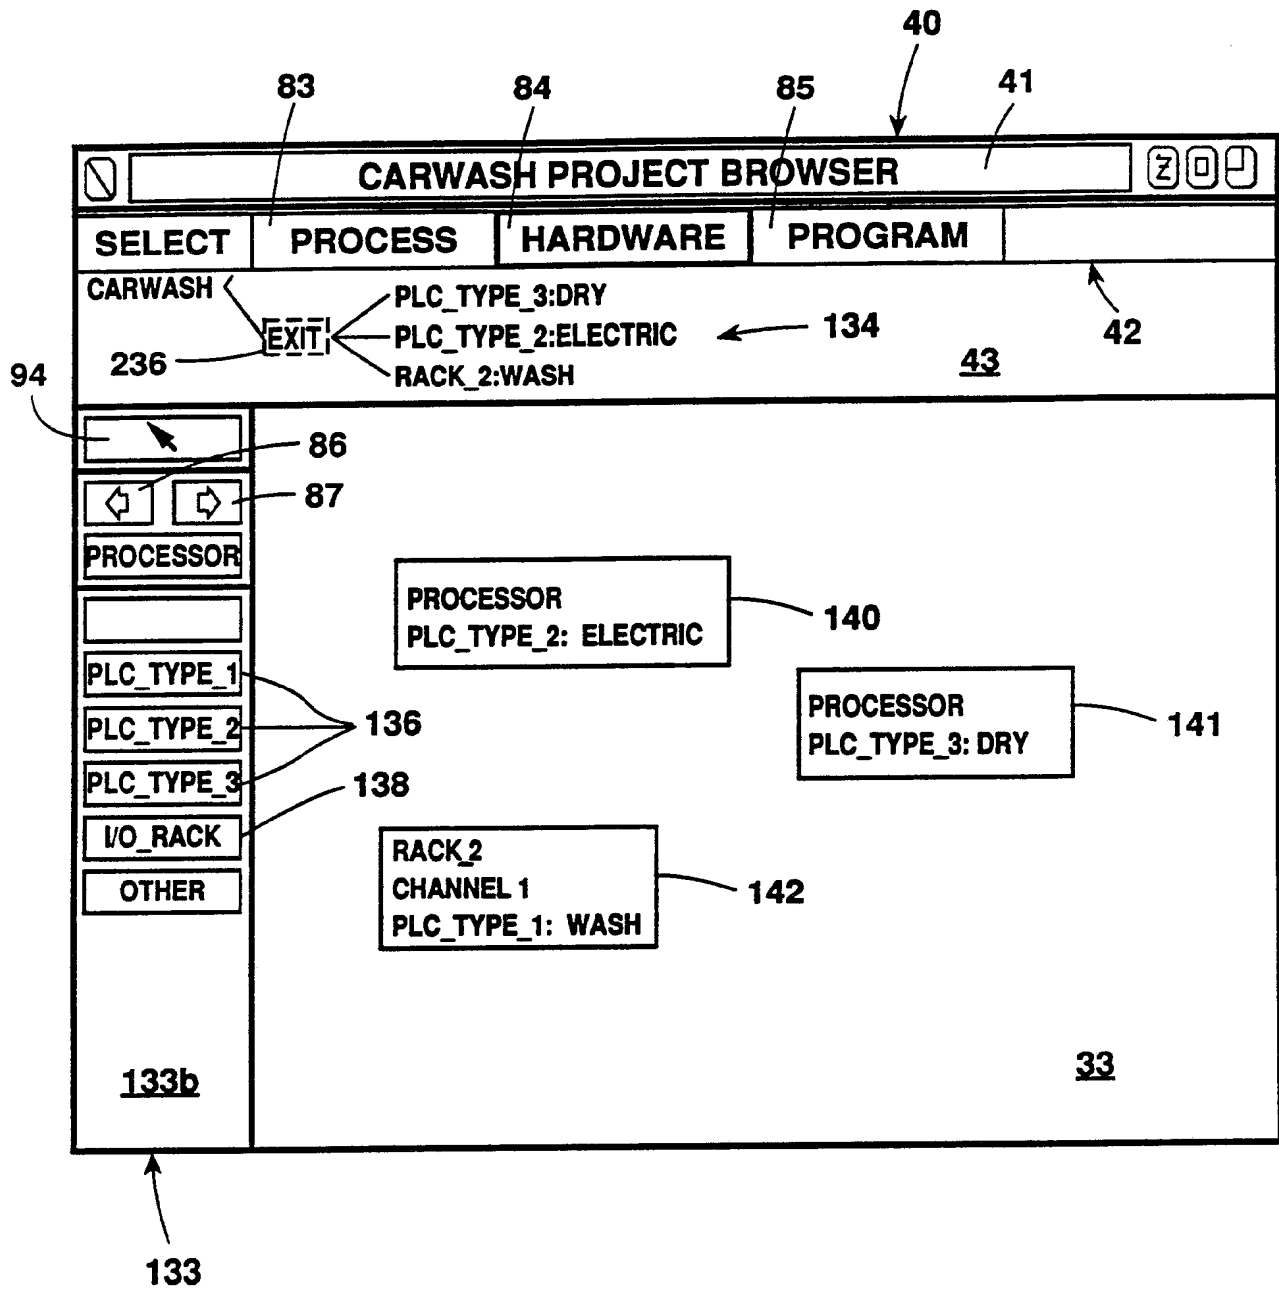 40
83
84
85
41
CARWASH PROJECT BROWSER
Z
SELECT
PROCESS
HARDWARE
PROGRAM
CARWASH
PLC_TYPE_3:DRY
EXIT
PLC_TYPE_2:ELECTRIC
134
42
236
RACK_2:WASH
43
94
86
87
PROCESSOR
PROCESSOR
PLC_TYPE_2: ELECTRIC
140
PLC_TYPE_1
PLC_TYPE_2
PLC_TYPE_3
136
PROCESSOR
PLC_TYPE_3: DRY
141
138
I/O_RACK
OTHER
RACK_2
CHANNEL 1
PLC_TYPE_1: WASH
142
133b
33
133